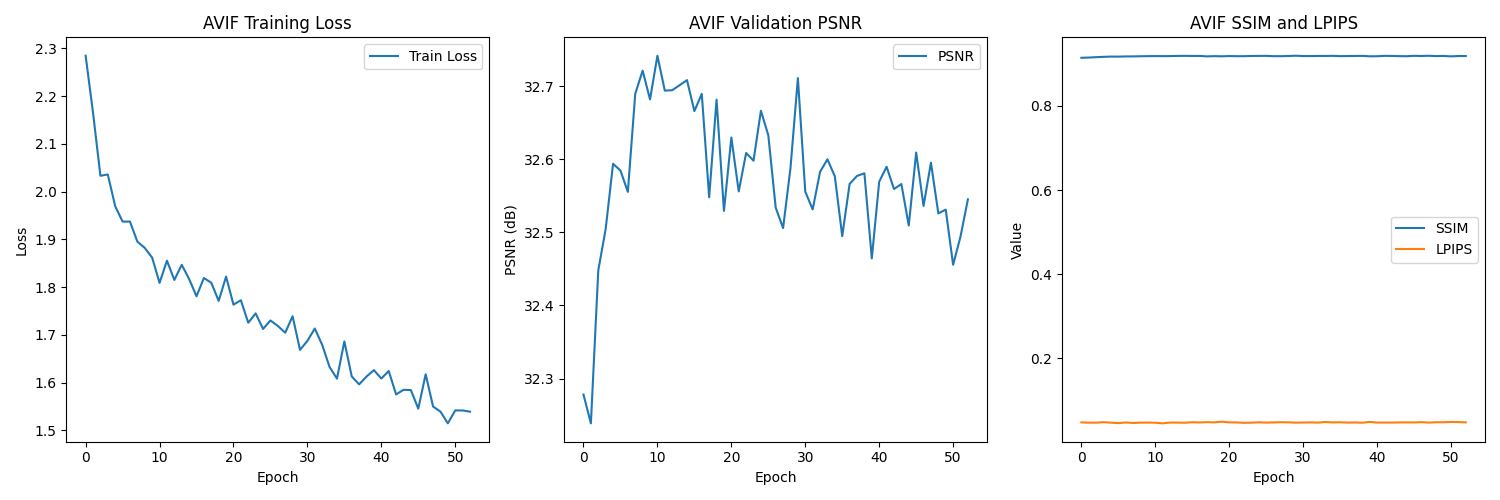 AVIF Training Loss
Train Loss
2.3
2.2
2.1
2.0
1.9
1.8
1.7
1.6
1.5
Loss
0 10 20 30 40 50
Epoch
AVIF Validation PSNR
PSNR
32.7
32.6
32.5
32.4
32.3
PSNR (dB)
0 10 20 30 40 50
Epoch
AVIF SSIM and LPIPS
0.8
0.6
0.4
0.2
Value
SSIM
LPIPS
0 10 20 30 40 50
Epoch